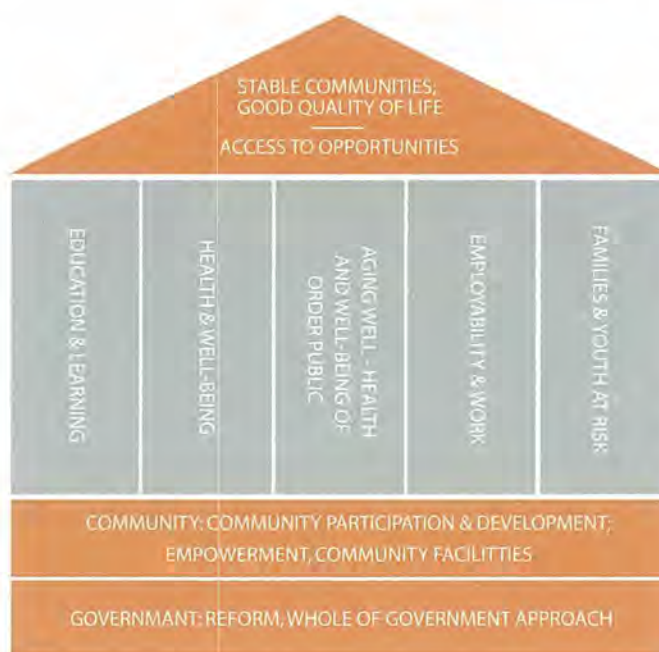 STABLE COMMUNITIES;
GOOD QUALITY OF LIFE
ACCESS TO OPPORTUNITIES
EDUCATION & LEARNING
HEALTH & WELL-BEING
AGING WELL - HEALTH
AND WELL-BEING OF
ORDER PUBLIC
EMPLOYABILITY & WORK
FAMILIES & YOUTH AT RISK
COMMUNITY: COMMUNITY PARTICIPATION & DEVELOPMENT;
EMPOWERMENT, COMMUNITY FACILITTIES
GOVERNMANT: REFORM, WHOLE OF GOVERNMENT APPROACH